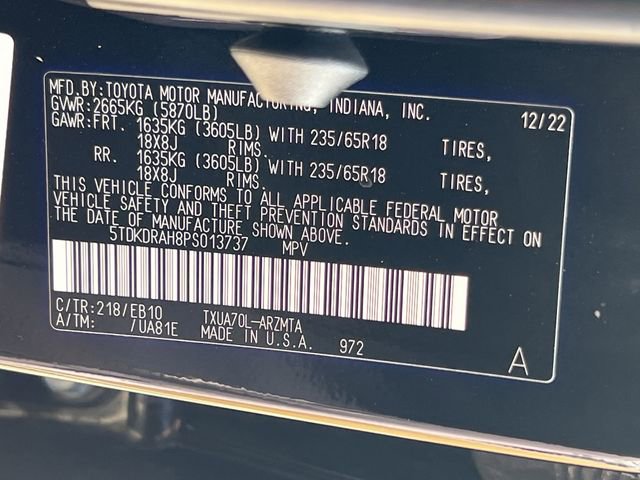 MFD.BY:TOYOTA MOTOR MANUFACTURING, INDIANA, INC.
GVWR:2665KG (5870LB) 12/22
GAWR:FRT. 1635KG (3605LB) WITH 235/65R18 TIRES,
18X8J RIMS.
RR. 1635KG (3605LB) WITH 235/65R18 TIRES,
18X8J RIMS.
THIS VEHICLE CONFORMS TO ALL APPLICABLE FEDERAL MOTOR
VEHICLE SAFETY AND THEFT PREVENTION STANDARDS IN EFFECT ON
THE DATE OF MANUFACTURE SHOWN ABOVE.
5TDKDRAH8PS013737 MPV
C/TR:218/EB10 TXUA70L-ARZMTA
A/TM: /UA81E MADE IN U.S.A. 972
A